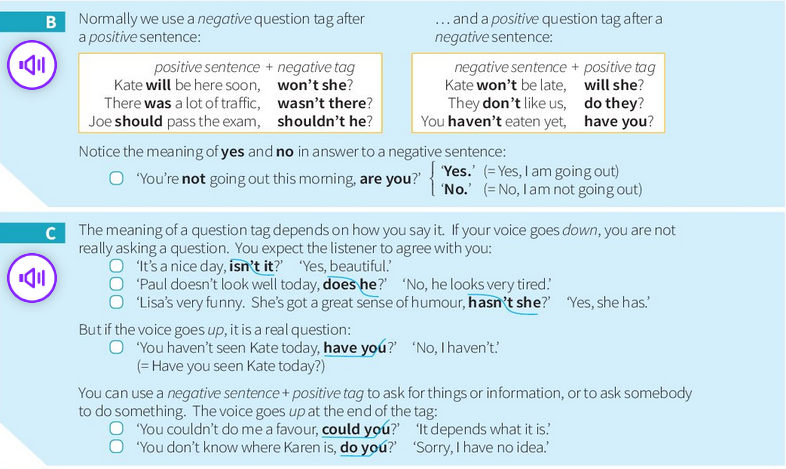 B
Normally we use a negative question tag after
a positive sentence:
positive sentence + negative tag
Kate will be here soon, won't she?
There was a lot of traffic, wasn't there?
Joe should pass the exam, shouldn't he?
… and a positive question tag after a
negative sentence:
negative sentence + positive tag
Kate won't be late, will she?
They don't like us, do they?
You haven't eaten yet, have you?
Notice the meaning of yes and no in answer to a negative sentence:
'You're not going out this morning, are you?'
'Yes.' (= Yes, I am going out)
'No.' (= No, I am not going out)
C
The meaning of a question tag depends on how you say it. If your voice goes down, you are not
really asking a question. You expect the listener to agree with you:
'It's a nice day, isn't it?' 'Yes, beautiful.'
'Paul doesn't look well today, does he?' 'No, he looks very tired.'
'Lisa's very funny. She's got a great sense of humour, hasn't she?' 'Yes, she has.'
But if the voice goes up, it is a real question:
'You haven't seen Kate today, have you?' 'No, I haven't.'
(= Have you seen Kate today?)
You can use a negative sentence + positive tag to ask for things or information, or to ask somebody
to do something. The voice goes up at the end of the tag:
'You couldn't do me a favour, could you?' 'It depends what it is.'
'You don't know where Karen is, do you?' 'Sorry, I have no idea.'